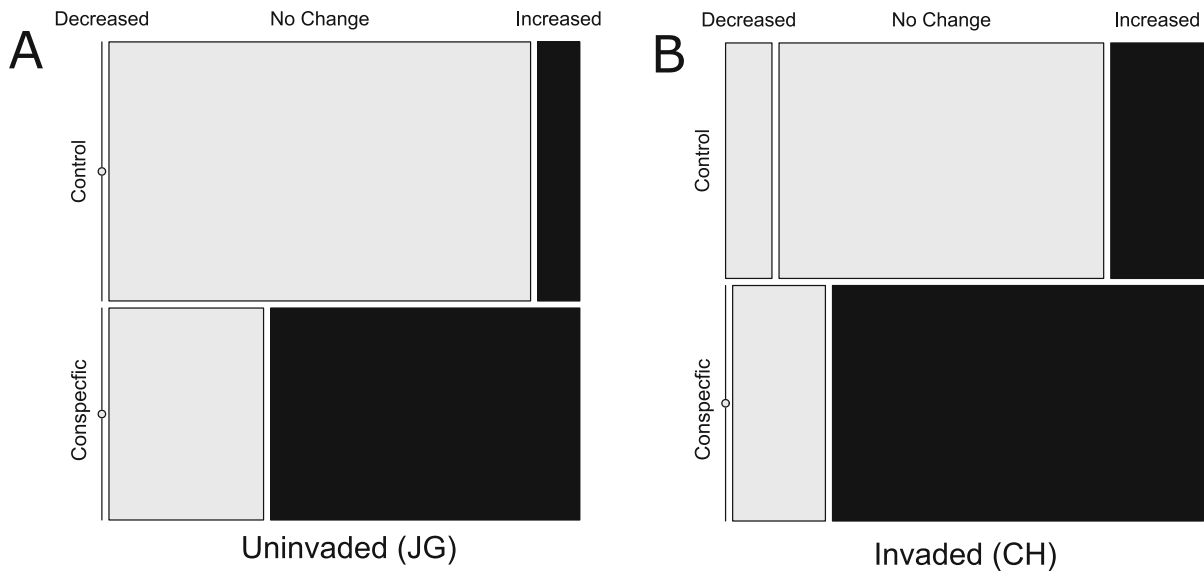 A
Decreased No Change Increased
Control
Conspecfic
Uninvaded (JG)
B
Decreased No Change Increased
Control
Conspecfic
Invaded (CH)